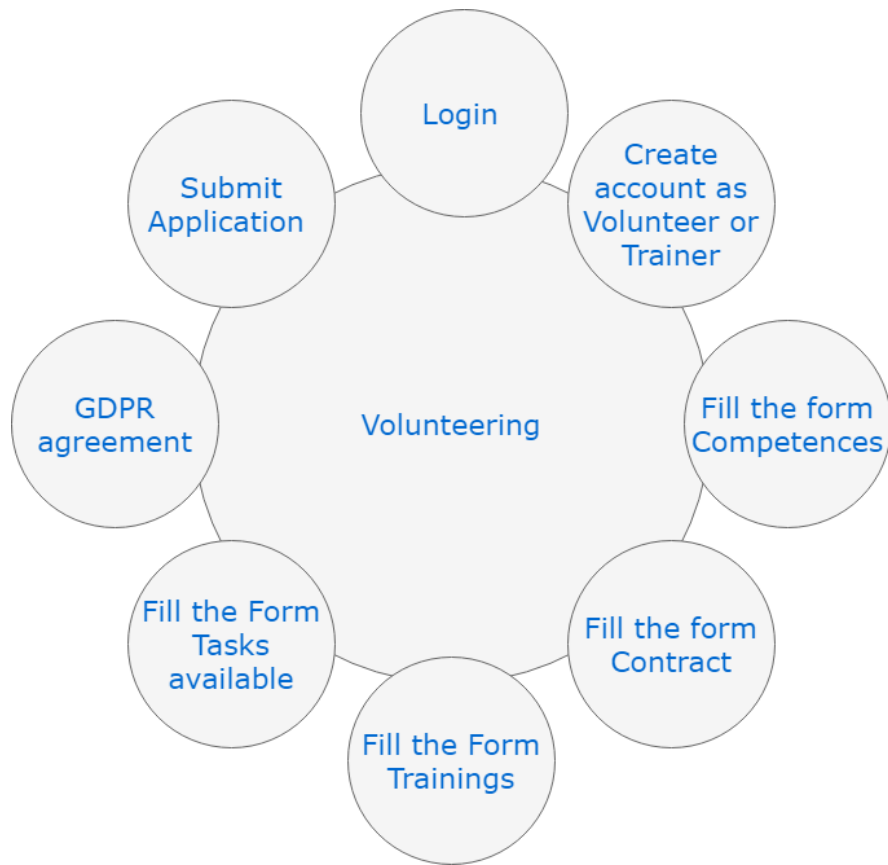 Login
Create
account as
Volunteer or
Trainer
Submit
Application
GDPR
agreement
Volunteering
Fill the form
Competences
Fill the Form
Tasks
available
Fill the form
Contract
Fill the Form
Trainings